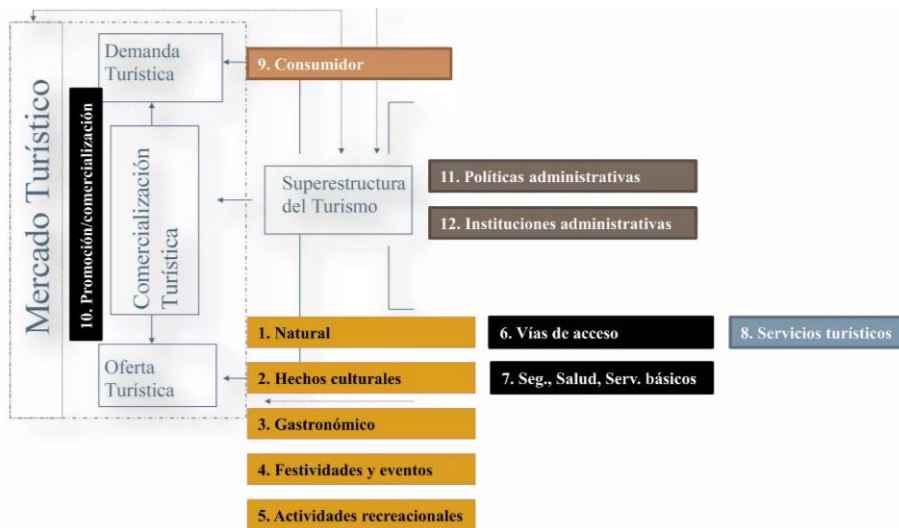 Mercado Turístico
10. Promoción/comercialización
Demanda
Turística
Comercialización
Turística
Oferta
Turística
9. Consumidor
Superestructura
del Turismo
11. Políticas administrativas
12. Instituciones administrativas
1. Natural
6. Vías de acceso
8. Servicios turísticos
2. Hechos culturales
7. Seg., Salud, Serv. básicos
3. Gastronómico
4. Festividades y eventos
5. Actividades recreacionales